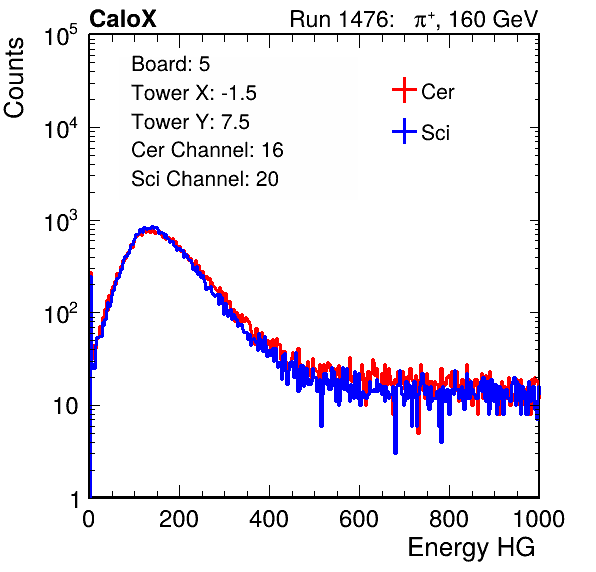 CaloX Run 1476: π⁺, 160 GeV
Counts
10⁵
10⁴
10³
10²
10
1
Board: 5
Tower X: -1.5
Tower Y: 7.5
Cer Channel: 16
Sci Channel: 20
Cer
Sci
0 200 400 600 800 1000
Energy HG